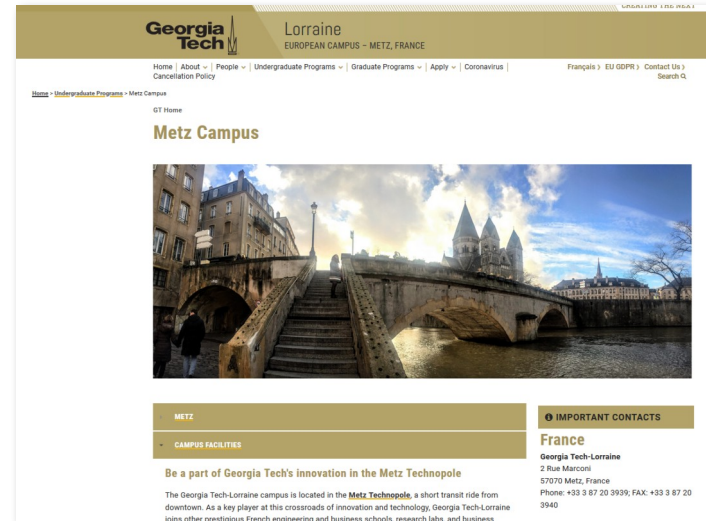 CREATING THE NEXT
Georgia
Tech
Lorraine
EUROPEAN CAMPUS – METZ, FRANCE
Home | About | People | Undergraduate Programs | Graduate Programs | Apply | Coronavirus |
Cancellation Policy
Français › EU GDPR › Contact Us ›
Search
Home > Undergraduate Programs > Metz Campus
GT Home
Metz Campus
METZ
CAMPUS FACILITIES
Be a part of Georgia Tech's innovation in the Metz Technopole
The Georgia Tech-Lorraine campus is located in the Metz Technopole, a short transit ride from
downtown. As a key player at this crossroads of innovation and technology, Georgia Tech-Lorraine
joins other prestigious French engineering and business schools, research labs, and business
IMPORTANT CONTACTS
France
Georgia Tech-Lorraine
2 Rue Marconi
57070 Metz, France
Phone: +33 3 87 20 3939; FAX: +33 3 87 20
3940